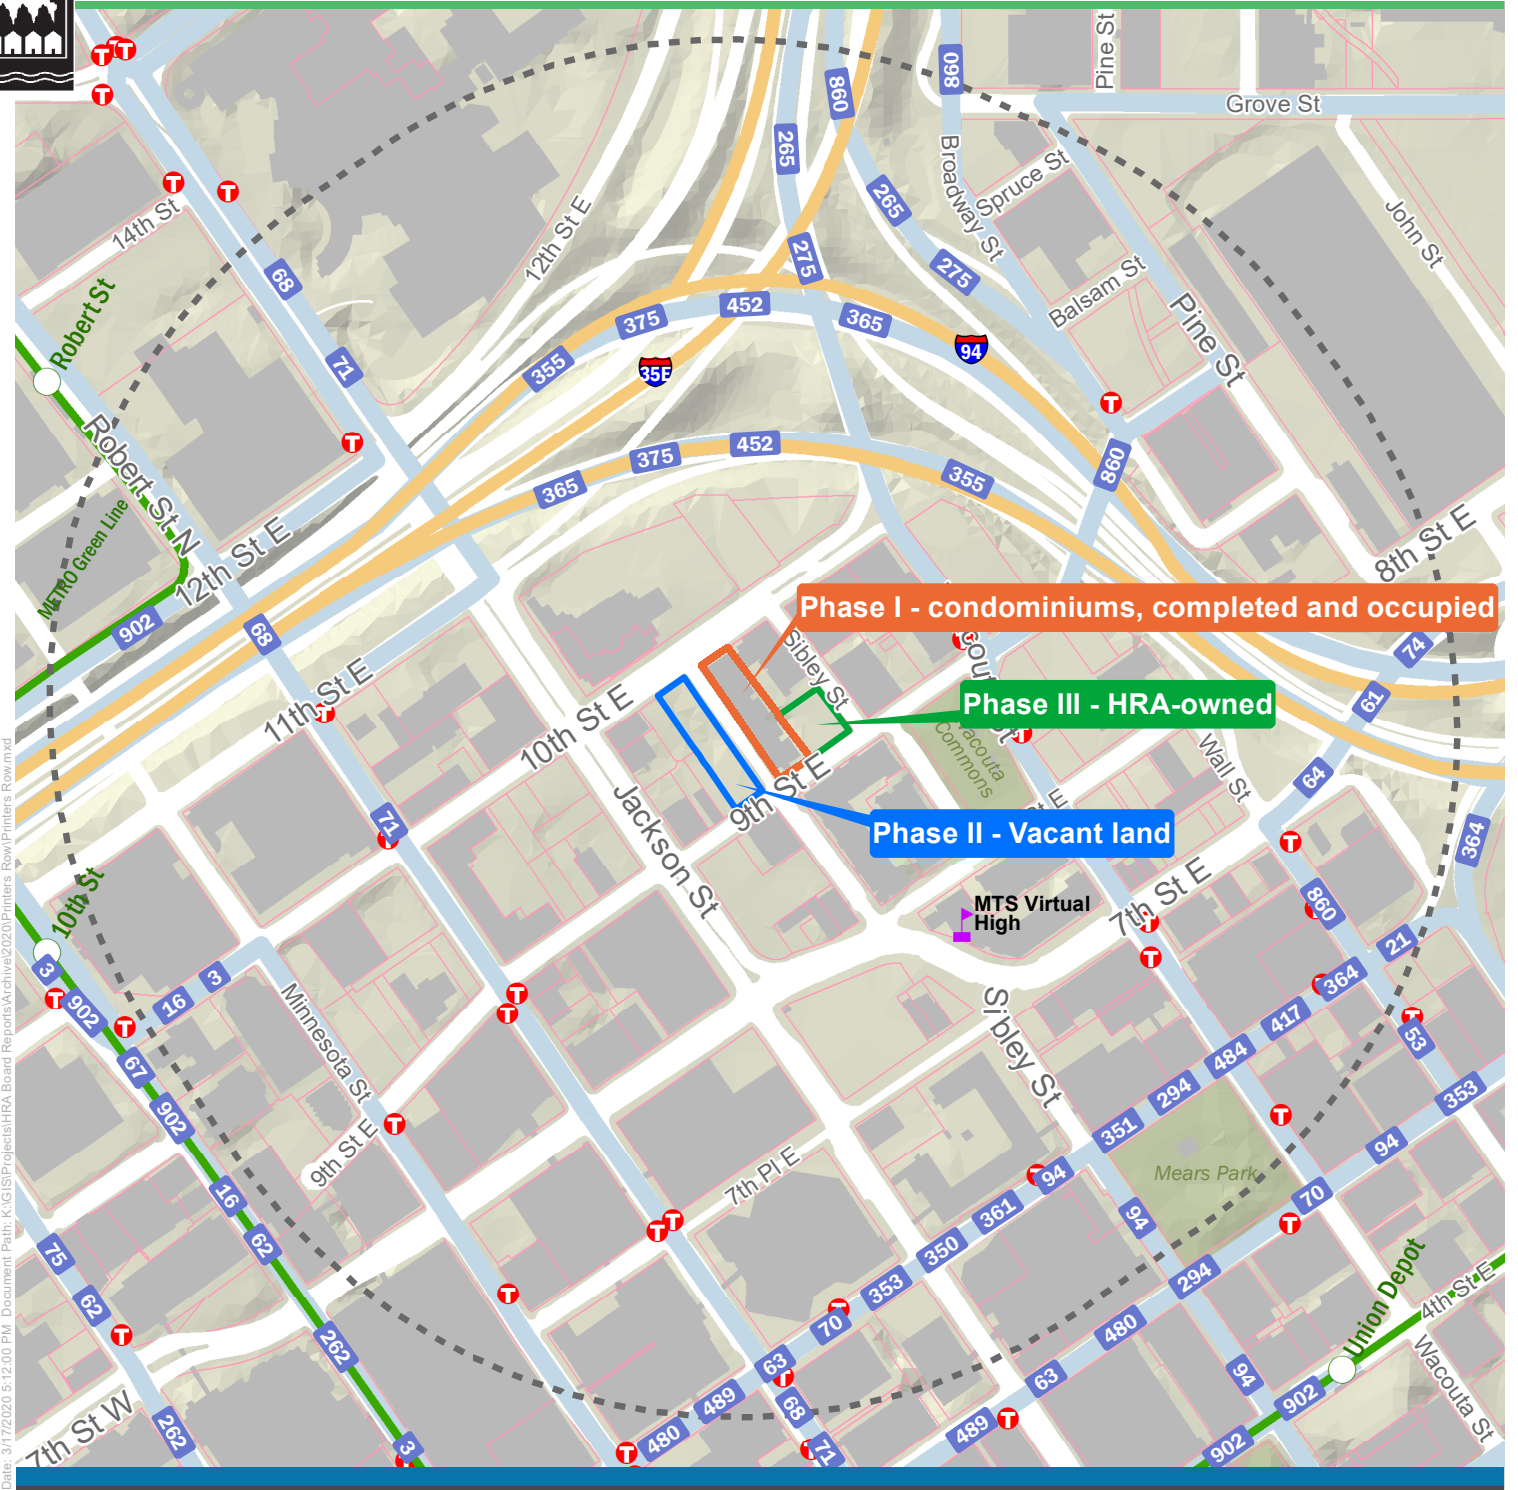 Pine St
Grove St
860
860
265
Broadway St
Spruce St
265
14th St
12th St E
John St
68
275
275
Balsam St
Robert St
452
375
365
Pine St
94
71
355
35E
Robert St N
452
375
860
355
365
METRO Green Line
8th St E
12th St E
902
68
Phase I - condominiums, completed and occupied
74
Sibley St
11th St E
10th St E
Phase III - HRA-owned
61
Commons
Wall St
64
9th St E
Jackson St
71
Phase II - Vacant land
364
10th St
7th St E
MTS Virtual
High
860
21
3
16
3
902
364
417
Minnesota St
Sibley St
484
53
67
294
353
902
351
94
9th St E
7th Pl E
94
Mears Park
16
361
94
70
62
350
75
353
294
Union Depot
4th St E
62
70
480
262
63
63
94
902
Wacouta St
489
68
7th St W
262
3
480
71
489
902
Date: 3/17/2020 5:12:00 PM Document Path: K:\GIS\Projects\HRA Board Reports\Archive\2020\Printers Row\Printers Row.mxd